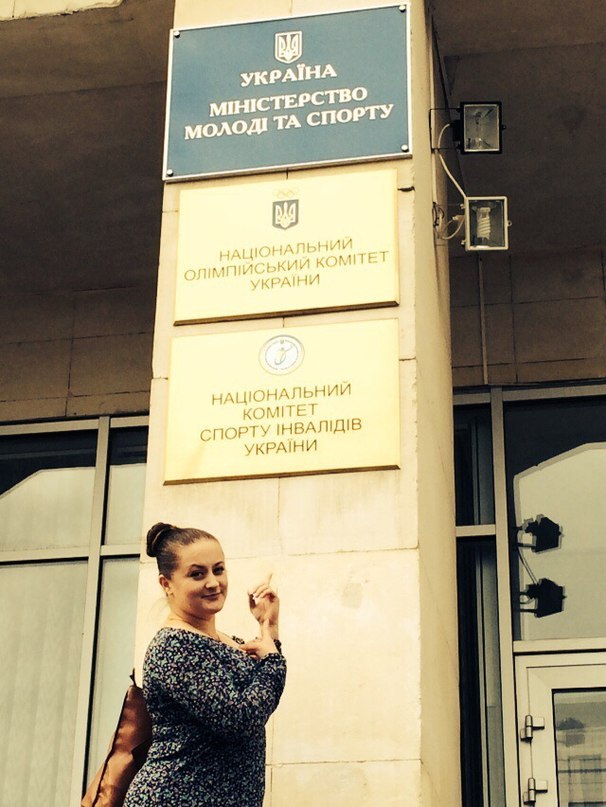 УКРАЇНА
МІНІСТЕРСТВО
МОЛОДІ ТА СПОРТУ
НАЦІОНАЛЬНИЙ
ОЛІМПІЙСЬКИЙ КОМІТЕТ
УКРАЇНИ
НАЦІОНАЛЬНИЙ
КОМІТЕТ
СПОРТУ ІНВАЛІДІВ
УКРАЇНИ